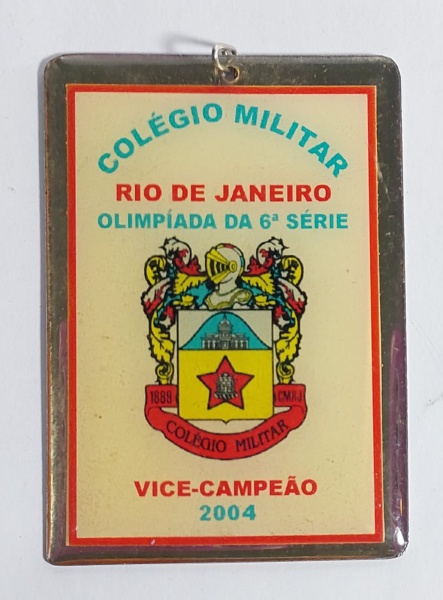 COLÉGIO MILITAR
RIO DE JANEIRO
OLIMPÍADA DA 6ª SÉRIE
1889 CMRJ
COLÉGIO MILITAR
VICE-CAMPEÃO
2004